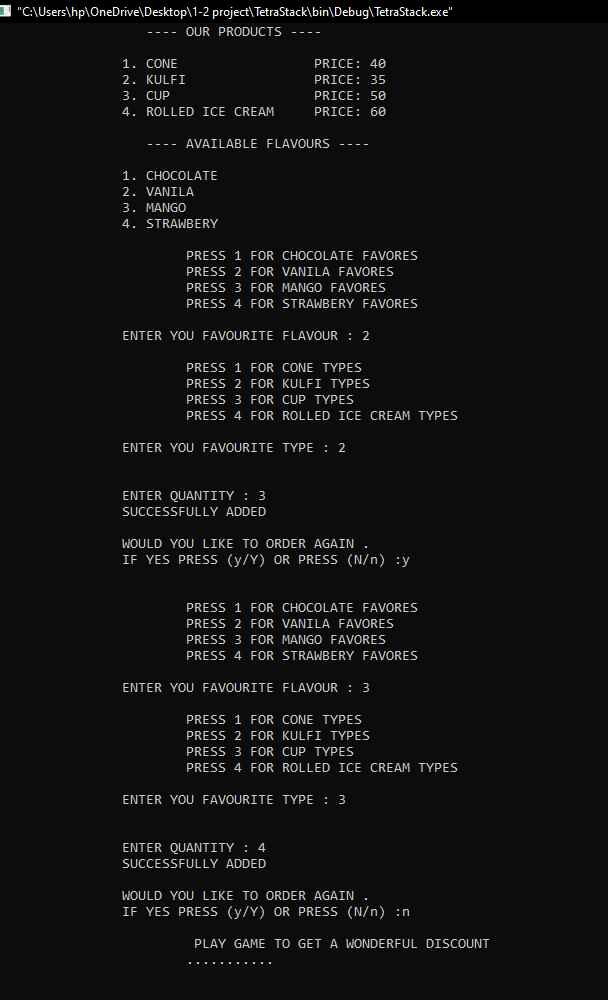 "C:\Users\hp\OneDrive\Desktop\1-2 project\TetraStack\bin\Debug\TetraStack.exe"
---- OUR PRODUCTS ----
1. CONE PRICE: 40
2. KULFI PRICE: 35
3. CUP PRICE: 50
4. ROLLED ICE CREAM PRICE: 60
---- AVAILABLE FLAVOURS ----
1. CHOCOLATE
2. VANILA
3. MANGO
4. STRAWBERY
PRESS 1 FOR CHOCOLATE FAVORES
PRESS 2 FOR VANILA FAVORES
PRESS 3 FOR MANGO FAVORES
PRESS 4 FOR STRAWBERY FAVORES
ENTER YOU FAVOURITE FLAVOUR : 2
PRESS 1 FOR CONE TYPES
PRESS 2 FOR KULFI TYPES
PRESS 3 FOR CUP TYPES
PRESS 4 FOR ROLLED ICE CREAM TYPES
ENTER YOU FAVOURITE TYPE : 2
ENTER QUANTITY : 3
SUCCESSFULLY ADDED
WOULD YOU LIKE TO ORDER AGAIN .
IF YES PRESS (y/Y) OR PRESS (N/n) :y
PRESS 1 FOR CHOCOLATE FAVORES
PRESS 2 FOR VANILA FAVORES
PRESS 3 FOR MANGO FAVORES
PRESS 4 FOR STRAWBERY FAVORES
ENTER YOU FAVOURITE FLAVOUR : 3
PRESS 1 FOR CONE TYPES
PRESS 2 FOR KULFI TYPES
PRESS 3 FOR CUP TYPES
PRESS 4 FOR ROLLED ICE CREAM TYPES
ENTER YOU FAVOURITE TYPE : 3
ENTER QUANTITY : 4
SUCCESSFULLY ADDED
WOULD YOU LIKE TO ORDER AGAIN .
IF YES PRESS (y/Y) OR PRESS (N/n) :n
PLAY GAME TO GET A WONDERFUL DISCOUNT
...........